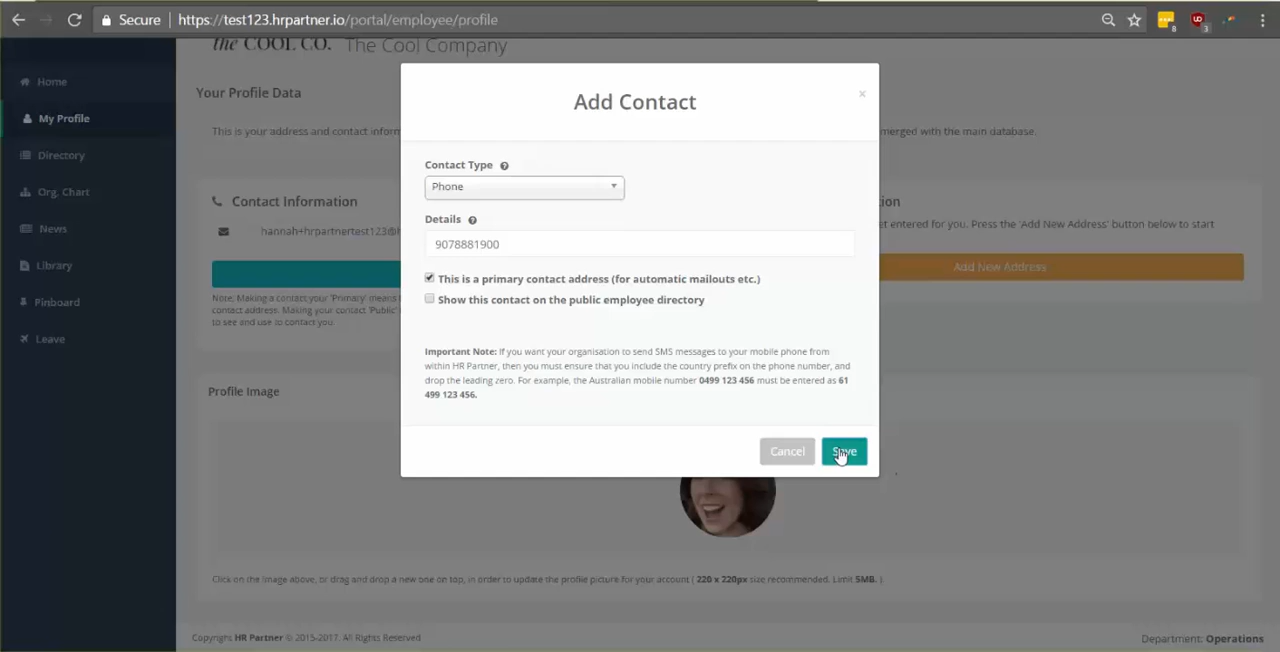 Secure https://test123.hrpartner.io/portal/employee/profile
8
3
the COOL CO. The Cool Company
Home
My Profile
Directory
Org. Chart
News
Library
Pinboard
Leave
Your Profile Data
This is your address and contact inform
merged with the main database.
Contact Information
hannah+hrpartnertest123@h
Note, Making a contact your 'Primary' means
contact address. Making your contact 'Public'
to see and use to contact you.
ion
et entered for you. Press the 'Add New Address' button below to start
Add New Address
Add Contact
×
Contact Type
Phone
Details
9078881900
This is a primary contact address (for automatic mailouts etc.)
Show this contact on the public employee directory
Important Note: If you want your organisation to send SMS messages to your mobile phone from
within HR Partner, then you must ensure that you include the country prefix on the phone number, and
drop the leading zero. For example, the Australian mobile number 0499 123 456 must be entered as 61
499 123 456.
Cancel
Save
Profile Image
Click on the image above, or drag and drop a new one on top, in order to update the profile picture for your account ( 220 x 220px size recommended. Limit 5MB. )
Copyright HR Partner © 2015-2017. All Rights Reserved
Department: Operations